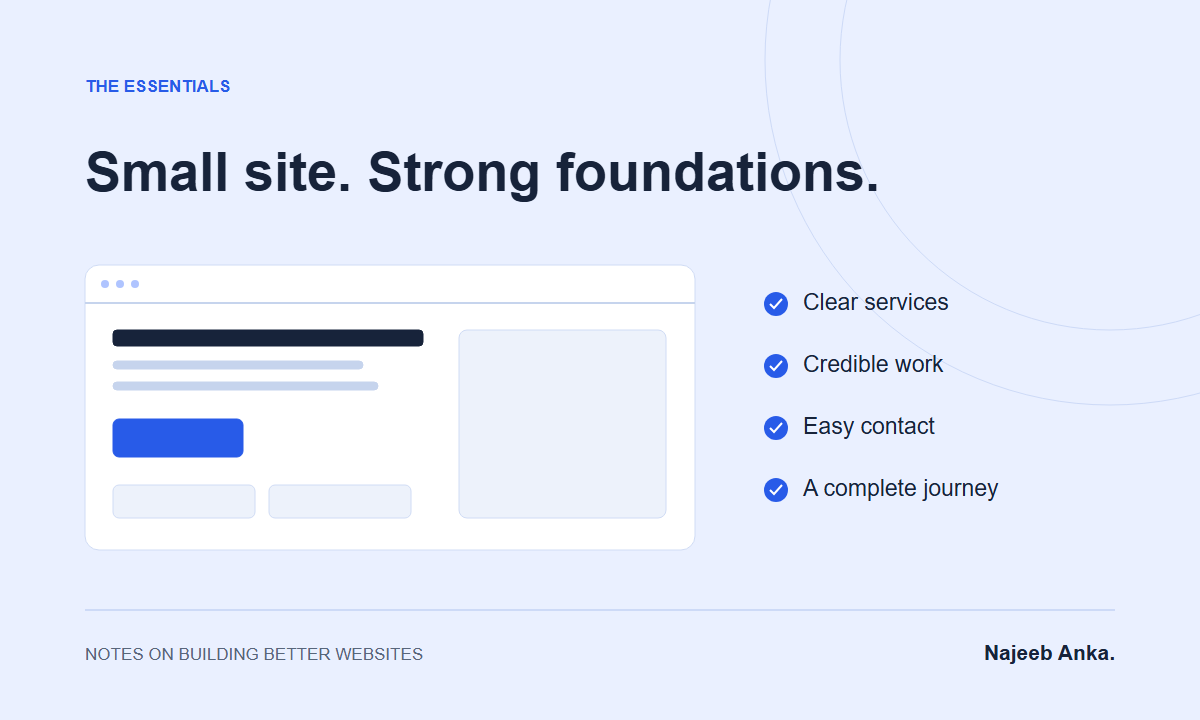 THE ESSENTIALS
Small site. Strong foundations.
Clear services
Credible work
Easy contact
A complete journey
NOTES ON BUILDING BETTER WEBSITES
Najeeb Anka.